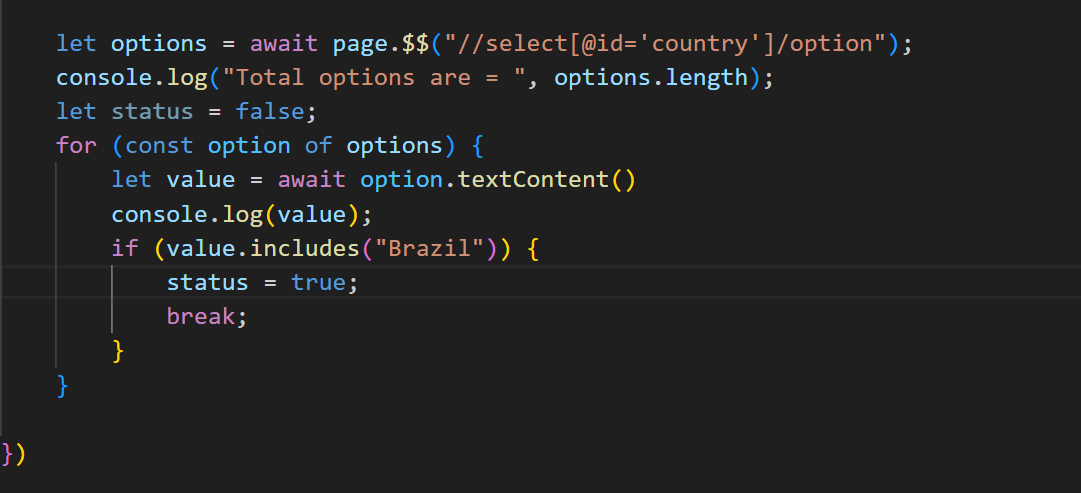 let options = await page.$$("//select[@id='country']/option");
console.log("Total options are = ", options.length);
let status = false;
for (const option of options) {
let value = await option.textContent()
console.log(value);
if (value.includes("Brazil")) {
status = true;
break;
}
}
})